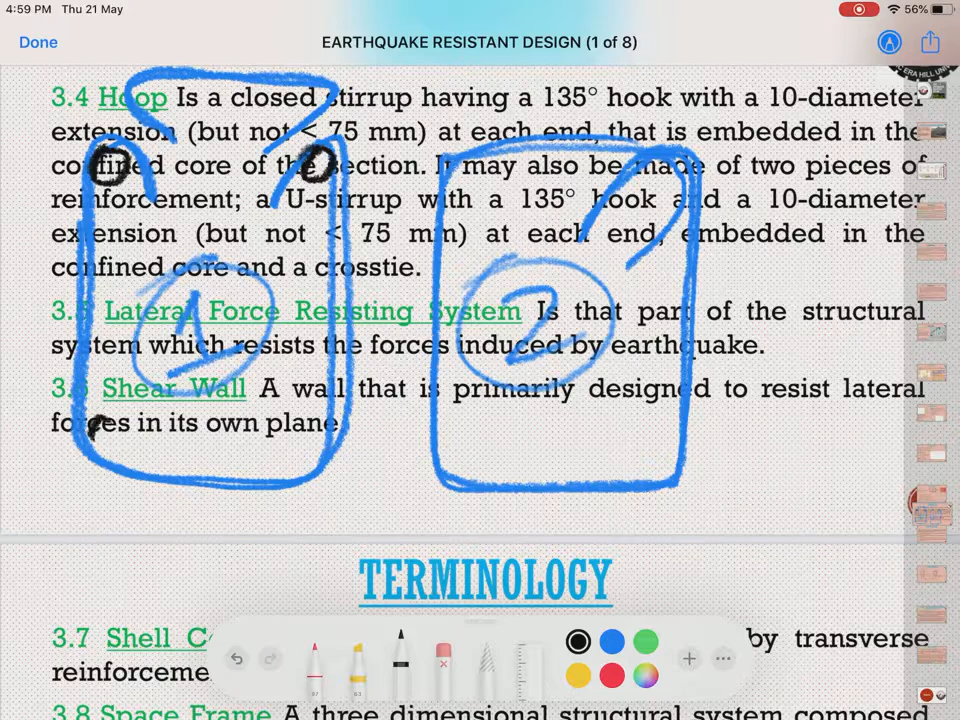 4:59 PM Thu 21 May
56%
Done
EARTHQUAKE RESISTANT DESIGN (1 of 8)
3.4 Hoop Is a closed stirrup having a 135° hook with a 10-diameter
extension (but not < 75 mm) at each end, that is embedded in the
confined core of the section. It may also be made of two pieces of
reinforcement; a U-stirrup with a 135° hook and a 10-diameter
extension (but not < 75 mm) at each end, embedded in the
confined core and a crosstie.
3.5 Lateral Force Resisting System Is that part of the structural
system which resists the forces induced by earthquake.
3.6 Shear Wall A wall that is primarily designed to resist lateral
forces in its own plane
1
2
TERMINOLOGY
3.7 Shell by transverse
3.8 Space Frame A three dimensional structural system composed